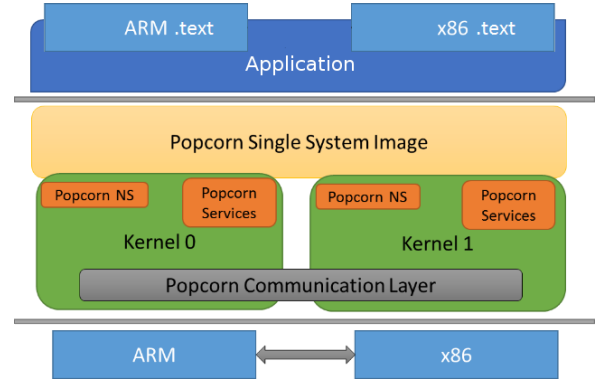 ARM .text
x86 .text
Application
Popcorn Single System Image
Popcorn NS
Popcorn
Services
Kernel 0
Popcorn NS
Popcorn
Services
Kernel 1
Popcorn Communication Layer
ARM
x86